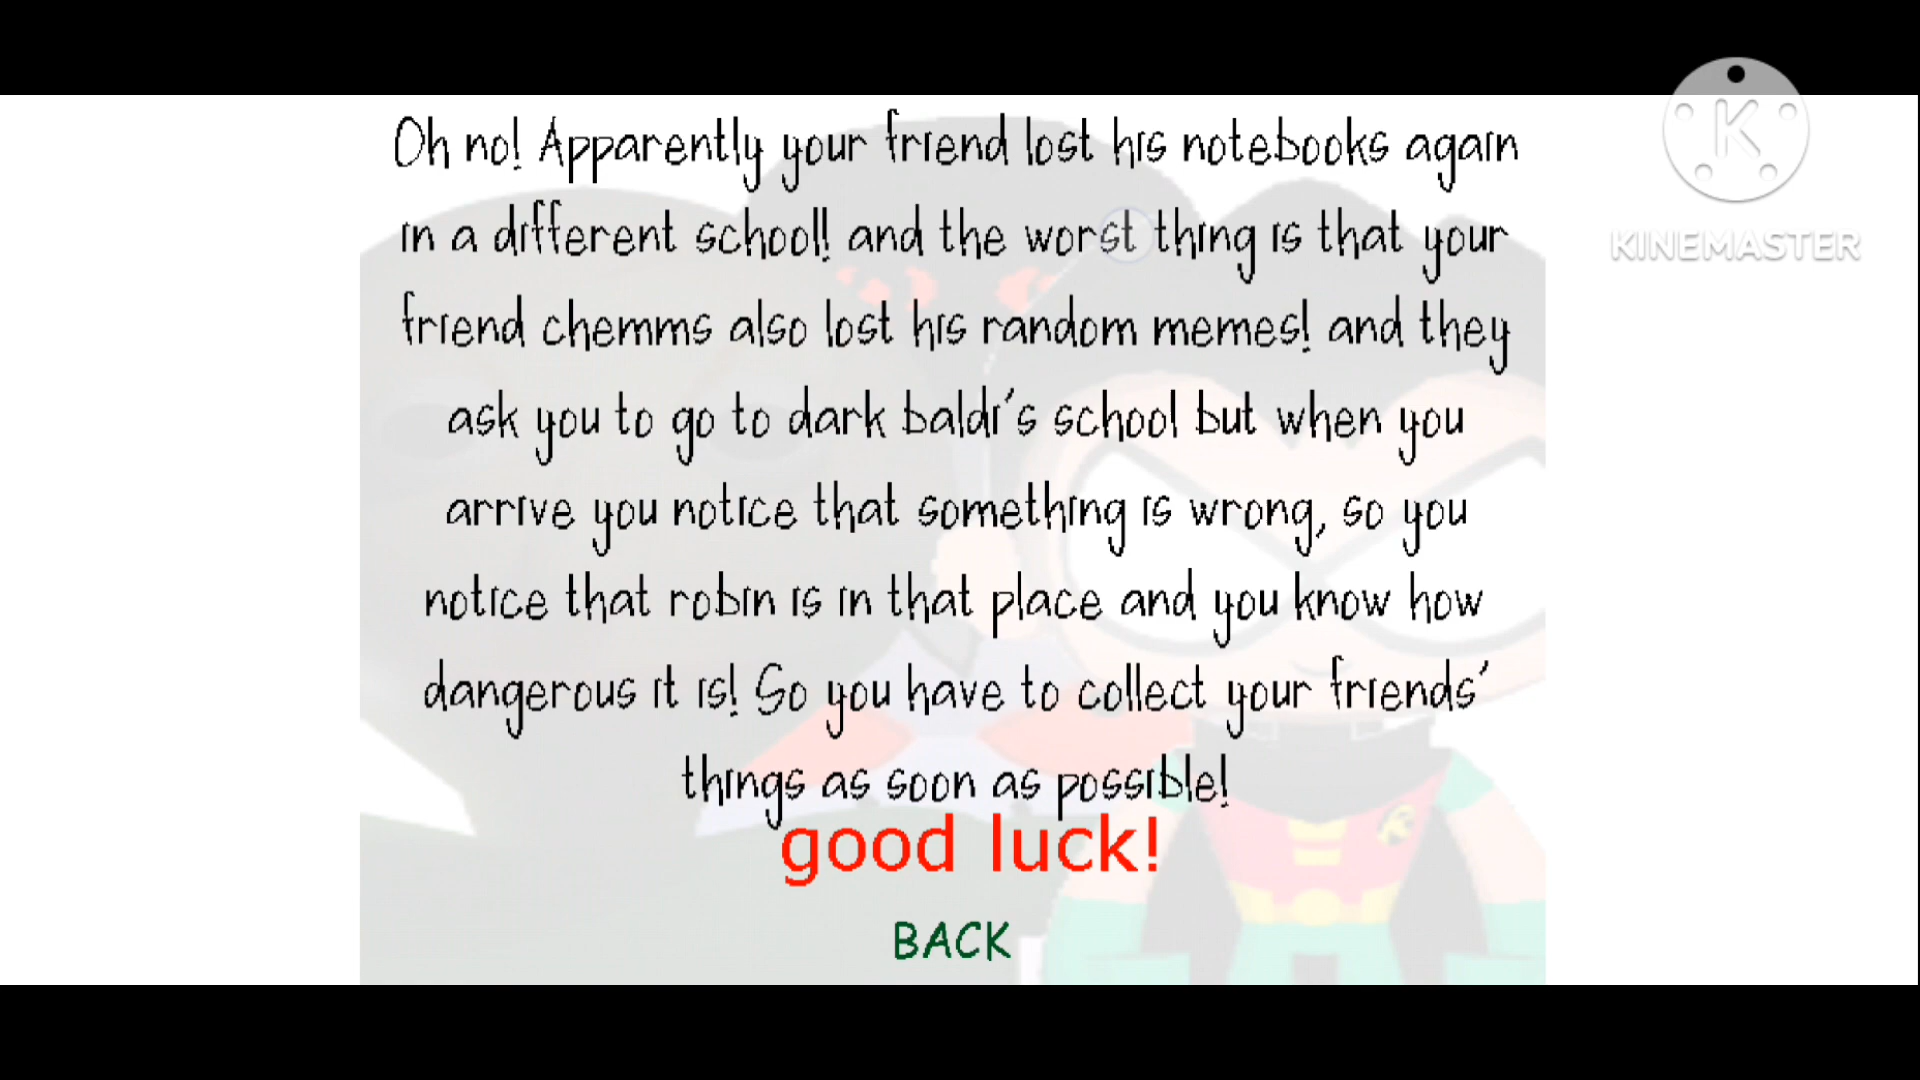 Oh no! Apparently your friend lost his notebooks again
in a different school! and the worst thing is that your
friend chemms also lost his random memes! and they
ask you to go to dark baldi's school but when you
arrive you notice that something is wrong, so you
notice that robin is in that place and you know how
dangerous it is! So you have to collect your friends'
things as soon as possible!
good luck!
BACK
K
KINEMASTER